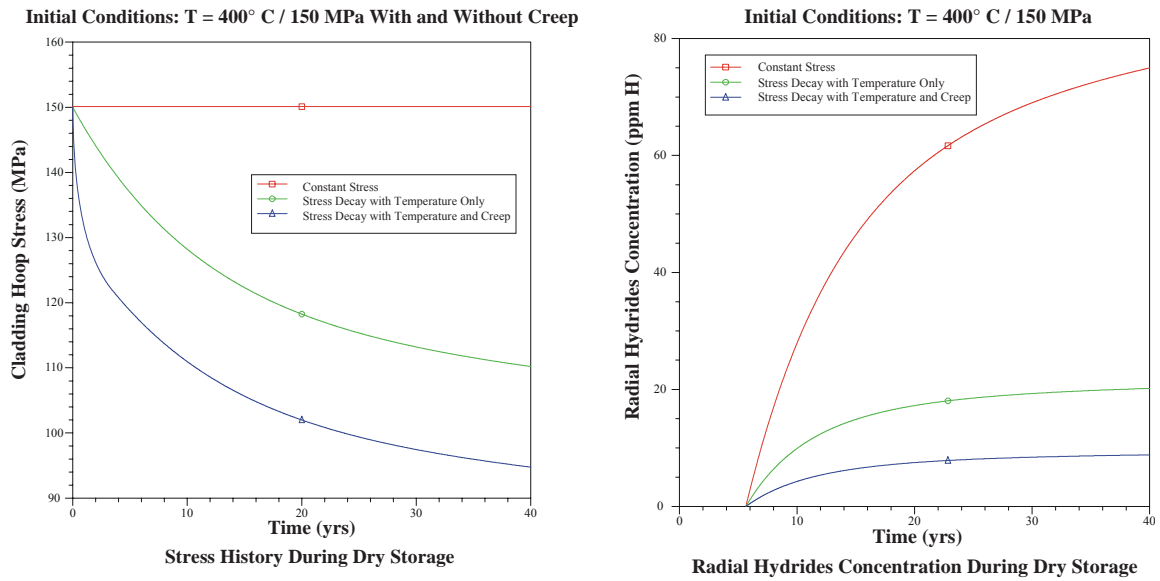 Initial Conditions: T = 400° C / 150 MPa With and Without Creep
160
150
140
130
120
110
100
90
Cladding Hoop Stress (MPa)
Constant Stress
Stress Decay with Temperature Only
Stress Decay with Temperature and Creep
0
10
20
30
40
Time (yrs)
Stress History During Dry Storage
Initial Conditions: T = 400° C / 150 MPa
80
60
40
20
0
Radial Hydrides Concentration (ppm H)
Constant Stress
Stress Decay with Temperature Only
Stress Decay with Temperature and Creep
0
10
20
30
40
Time (yrs)
Radial Hydrides Concentration During Dry Storage